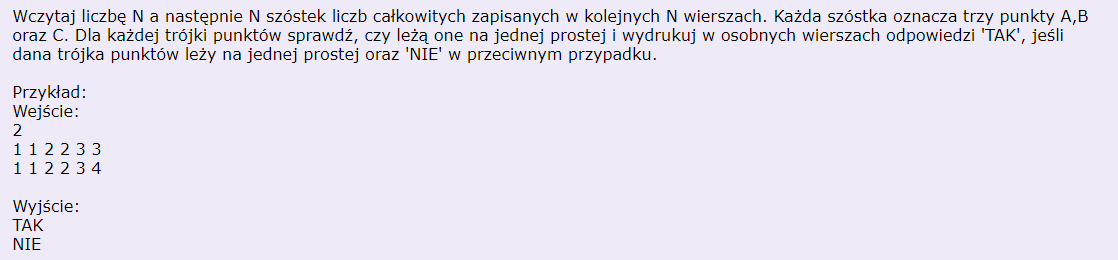 Wczytaj liczbę N a następnie N szóstek liczb całkowitych zapisanych w kolejnych N wierszach. Każda szóstka oznacza trzy punkty A,B
oraz C. Dla każdej trójki punktów sprawdź, czy leżą one na jednej prostej i wydrukuj w osobnych wierszach odpowiedzi 'TAK', jeśli
dana trójka punktów leży na jednej prostej oraz 'NIE' w przeciwnym przypadku.
Przykład:
Wejście:
2
1 1 2 2 3 3
1 1 2 2 3 4
Wyjście:
TAK
NIE